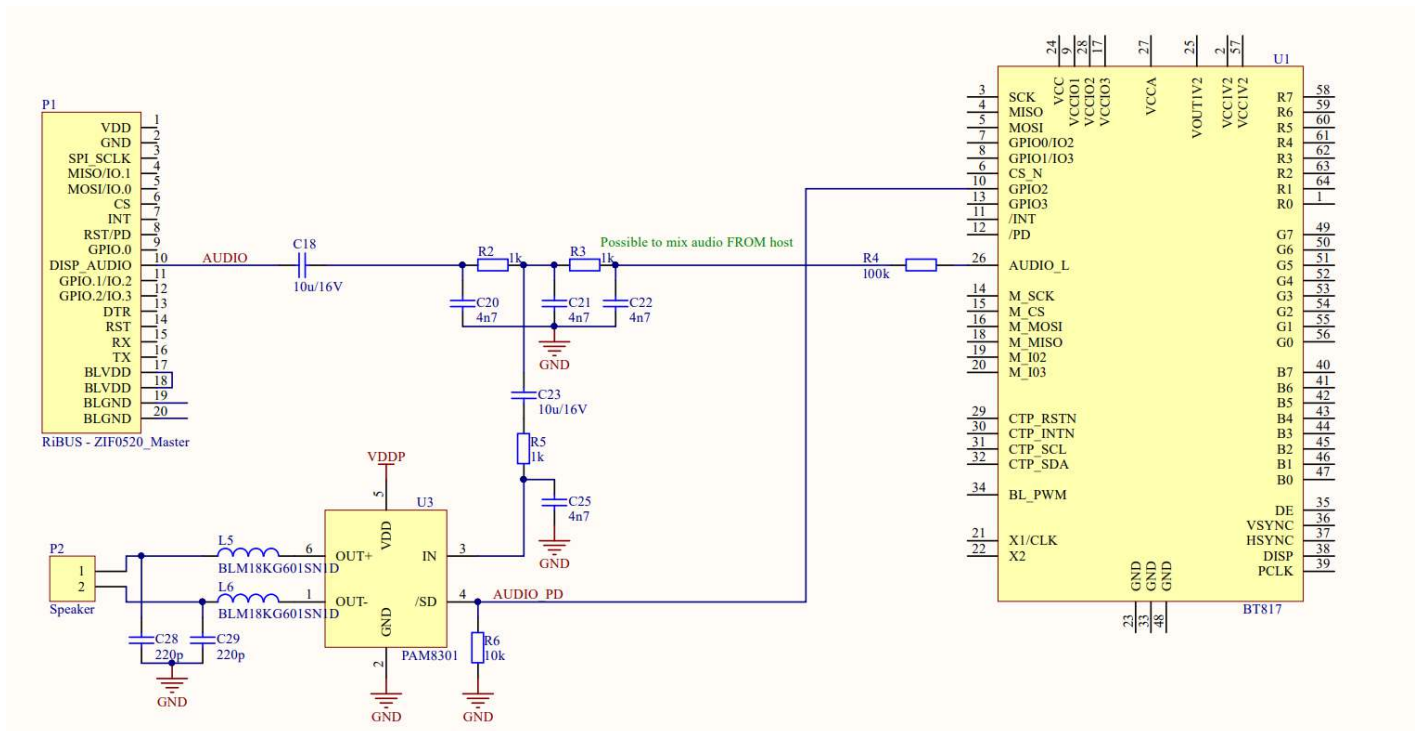 P1
VDD 1
GND 2
SPI_SCLK 3
MISO/IO.1 4
MOSI/IO.0 5
CS 6
INT 7
RST/PD 8
GPIO.0 9
DISP_AUDIO 10
GPIO.1/IO.2 11
GPIO.2/IO.3 12
DTR 13
RST 14
RX 15
TX 16
BLVDD 17
BLVDD 18
BLGND 19
BLGND 20
RiBUS - ZIF0520_Master
AUDIO
C18
10u/16V
R2
1k
R3
1k
Possible to mix audio FROM host
R4
100k
C20
4n7
C21
4n7
C22
4n7
GND
C23
10u/16V
R5
1k
C25
4n7
GND
VDDP
5
U3
VDD
6 OUT+
IN 3
1 OUT-
/SD 4
GND
2
PAM8301
GND
AUDIO_PD
R6
10k
GND
P2
1
2
Speaker
L5
BLM18KG601SN1D
L6
BLM18KG601SN1D
C28
220p
C29
220p
GND
U1
24 VCC
9 VCCIO1
28 VCCIO2
17 VCCIO3
27 VCCA
25 VOUT1V2
2 VCC1V2
57 VCC1V2
3 SCK
4 MISO
5 MOSI
7 GPIO0/IO2
8 GPIO1/IO3
6 CS_N
10 GPIO2
13 GPIO3
11 /INT
12 /PD
26 AUDIO_L
14 M_SCK
15 M_CS
16 M_MOSI
18 M_MISO
19 M_I02
20 M_I03
29 CTP_RSTN
30 CTP_INTN
31 CTP_SCL
32 CTP_SDA
34 BL_PWM
21 X1/CLK
22 X2
R7 58
R6 59
R5 60
R4 61
R3 62
R2 63
R1 64
R0 1
G7 49
G6 50
G5 51
G4 52
G3 53
G2 54
G1 55
G0 56
B7 40
B6 41
B5 42
B4 43
B3 44
B2 45
B1 46
B0 47
DE 35
VSYNC 36
HSYNC 37
DISP 38
PCLK 39
GND 23
GND 33
GND 48
BT817